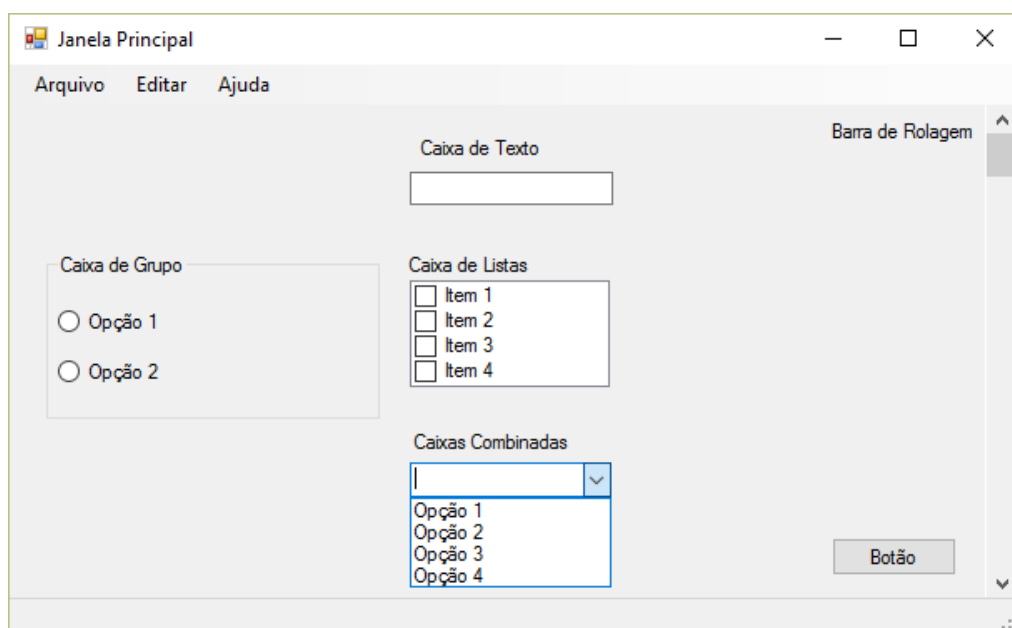 Janela Principal
Arquivo Editar Ajuda
Barra de Rolagem
Caixa de Texto
Caixa de Grupo
Opção 1
Opção 2
Caixa de Listas
Item 1
Item 2
Item 3
Item 4
Caixas Combinadas
Opção 1
Opção 2
Opção 3
Opção 4
Botão